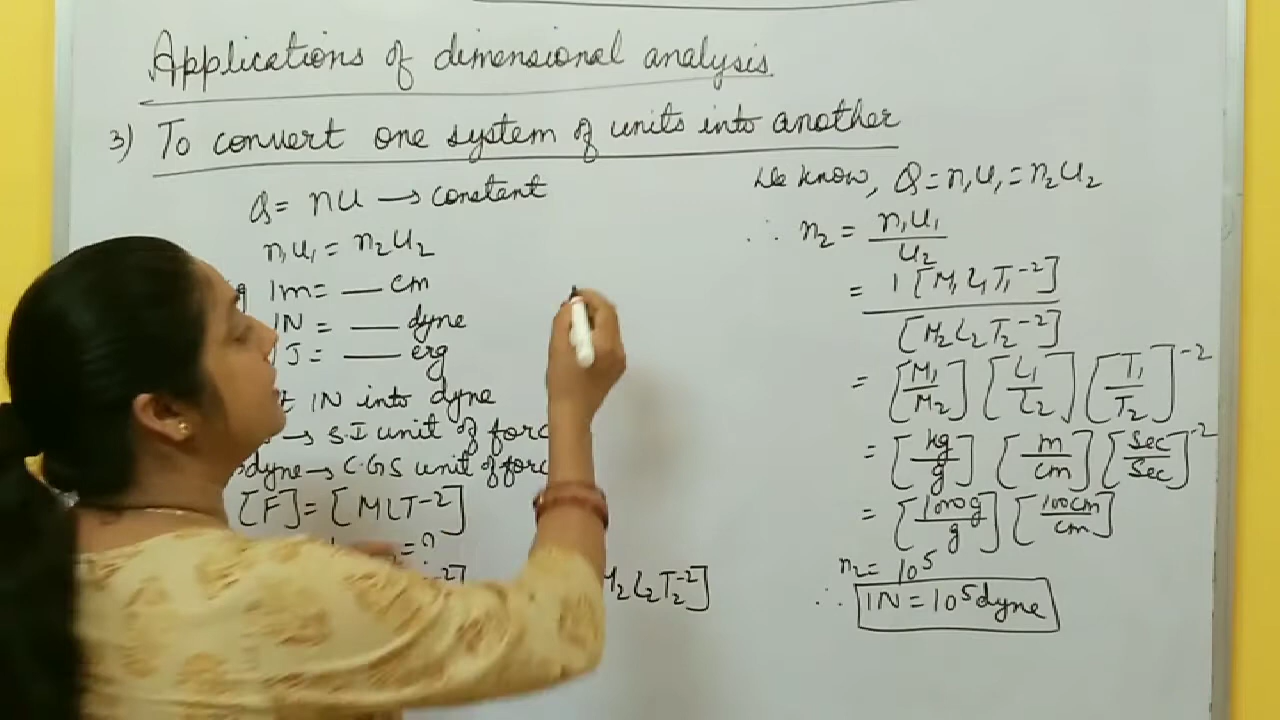 Applications of dimensional analysis
3) To convert one system of units into another
Q = nu → constant
n₁u₁ = n₂u₂
1m = — cm
1N = — dyne
J = — erg
1N into dyne
→ S.I unit of forc
dyne → C.G.S unit of forc
[F] = [MLT⁻²]
= ?
M₂L₂T₂⁻²]
We know, Q = n₁u₁ = n₂u₂
∴ n₂ = n₁u₁ / u₂
= 1 [M₁L₁T₁⁻²] / [M₂L₂T₂⁻²]
= [M₁/M₂] [L₁/L₂] [T₁/T₂]⁻²
= [kg/g] [m/cm] [Sec/Sec]⁻²
= [1000g/g] [100cm/cm]
n₂ = 10⁵
∴ 1N = 10⁵ dyne